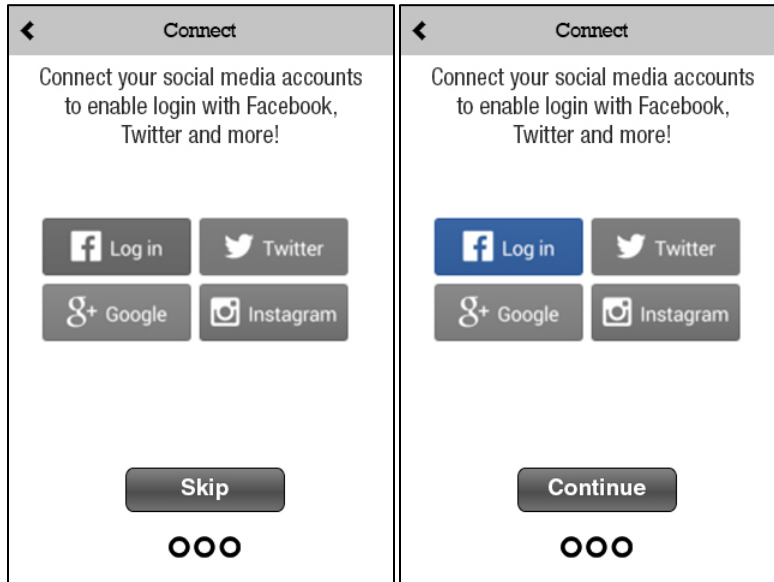 Connect
Connect your social media accounts
to enable login with Facebook,
Twitter and more!
f Log in
Twitter
g+ Google
Instagram
Skip
Connect
Connect your social media accounts
to enable login with Facebook,
Twitter and more!
f Log in
Twitter
g+ Google
Instagram
Continue